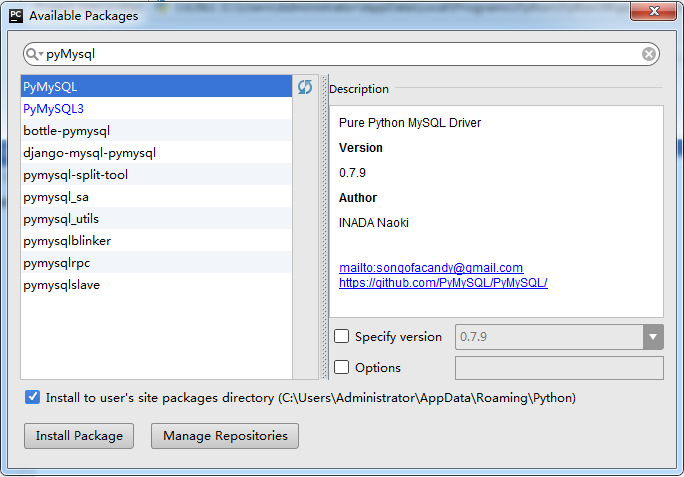 PC Available Packages
pyMysql
PyMySQL
PyMySQL3
bottle-pymysql
django-mysql-pymysql
pymysql-split-tool
pymysql_sa
pymysql_utils
pymysqlblinker
pymysqlrpc
pymysqlslave
Description
Pure Python MySQL Driver
Version
0.7.9
Author
INADA Naoki
mailto:songofacandy@gmail.com
https://github.com/PyMySQL/PyMySQL/
Specify version 0.7.9
Options
Install to user's site packages directory (C:\Users\Administrator\AppData\Roaming\Python)
Install Package Manage Repositories